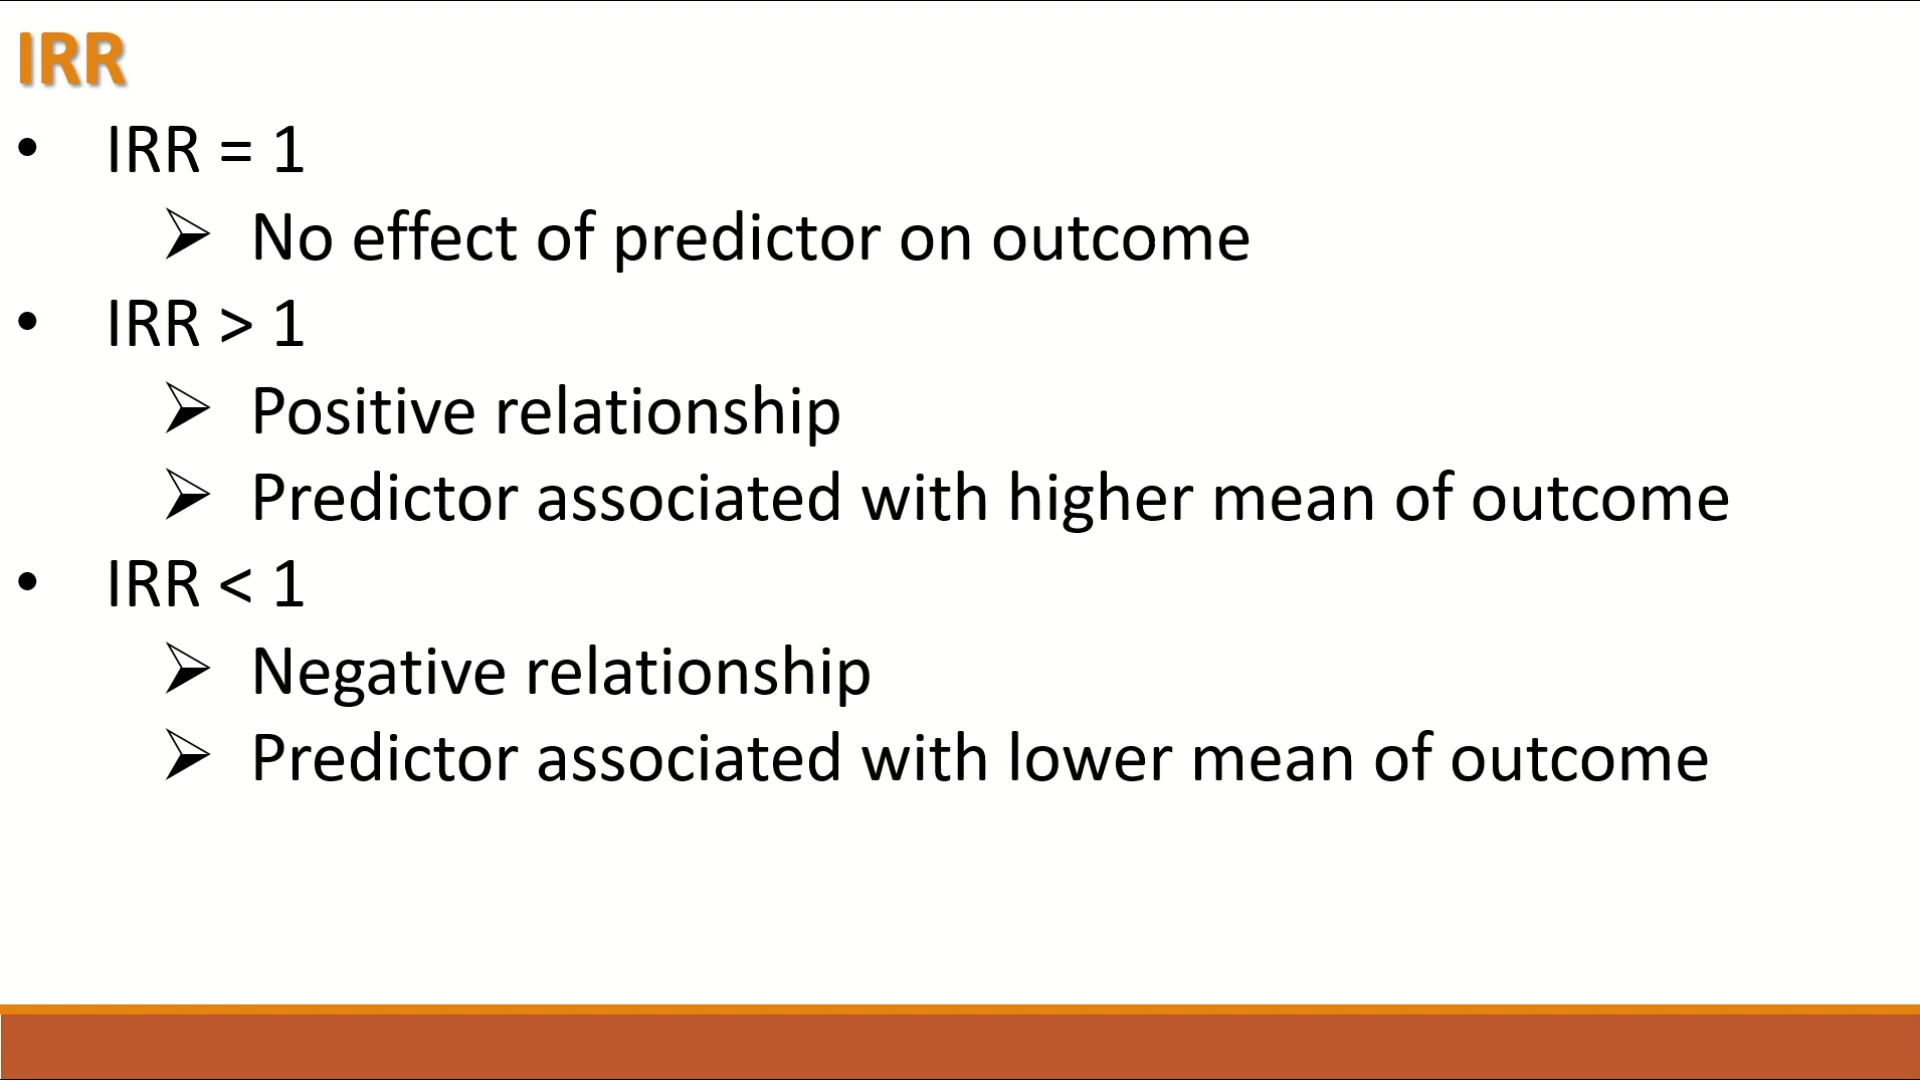 IRR
• IRR = 1
➢ No effect of predictor on outcome
• IRR > 1
➢ Positive relationship
➢ Predictor associated with higher mean of outcome
• IRR < 1
➢ Negative relationship
➢ Predictor associated with lower mean of outcome